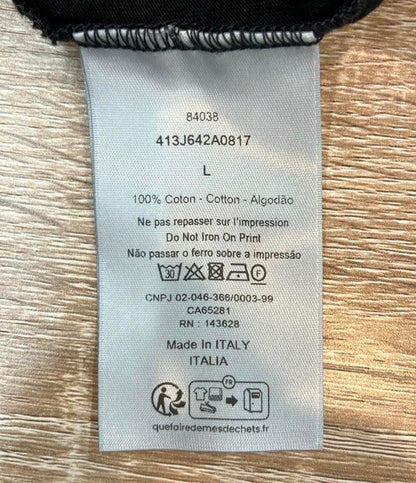 84038
413J642A0817
L
100% Coton - Cotton - Algodão
Ne pas repasser sur l'impression
Do Not Iron On Print
Não passar o ferro sobre a impressão
30 F
CNPJ 02-046-366/0003-99
CA65281
RN : 143628
Made in ITALY
ITALIA
FR
quefairedemesdechets.fr